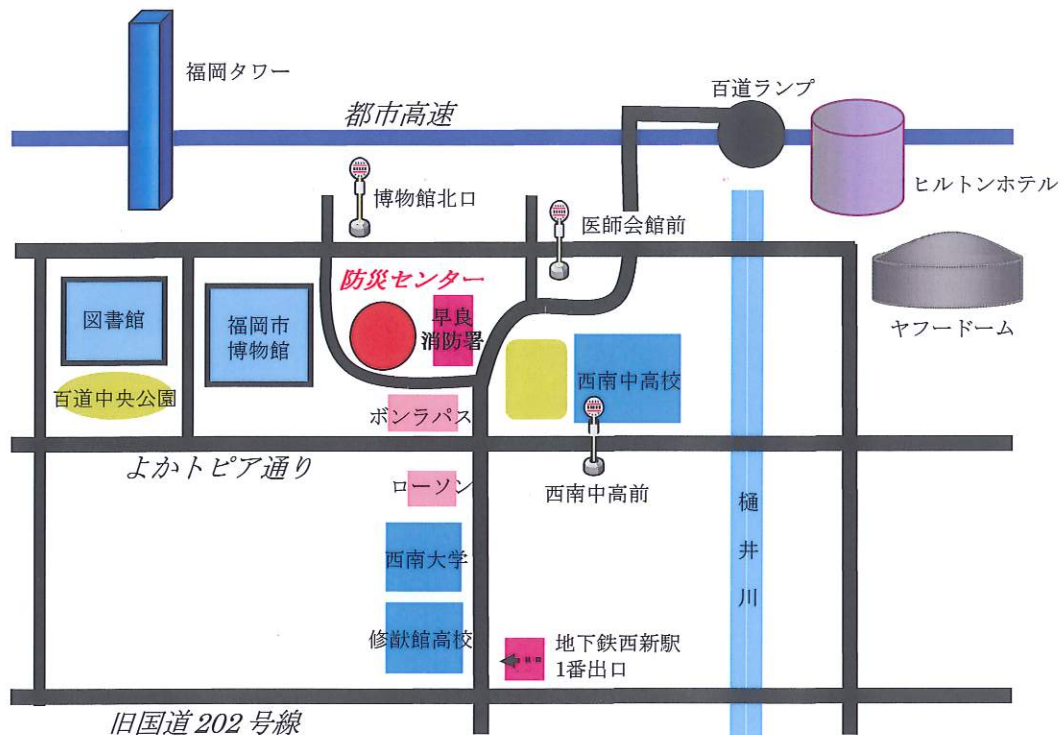 福岡タワー
百道ランプ
都市高速
ヒルトンホテル
博物館北口
医師会館前
防災センター
図書館
福岡市
博物館
早良
消防署
ヤフードーム
百道中央公園
西南中高校
ボンラパス
よかトピア通り
ローソン
西南中高前
樋井川
西南大学
修猷館高校
地下鉄西新駅
1番出口
旧国道202号線